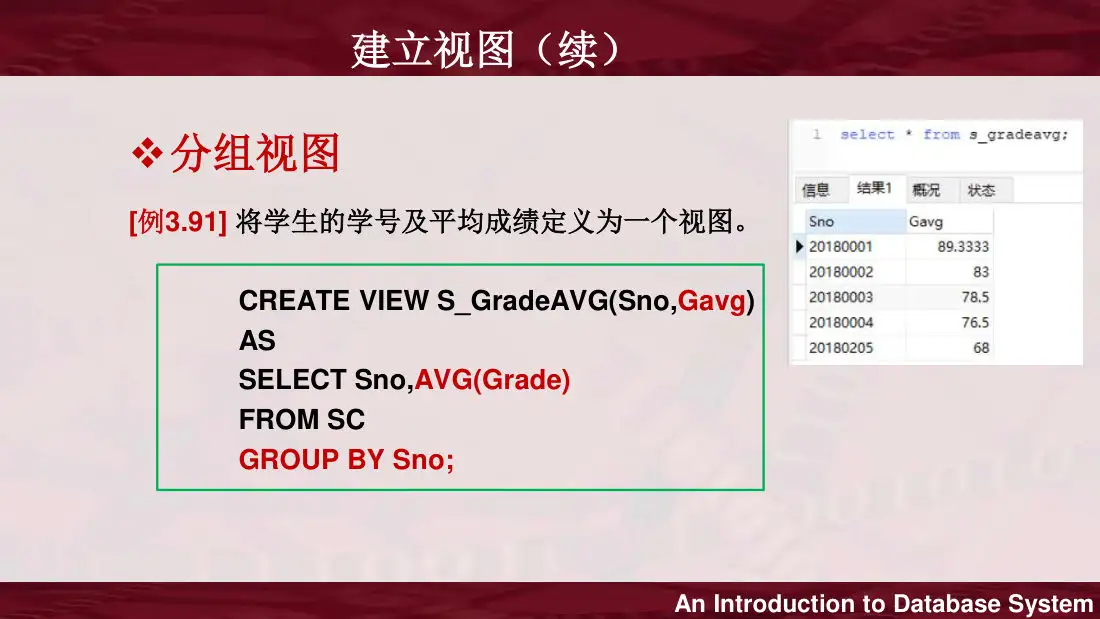 建立视图（续）
❖分组视图
[例3.91] 将学生的学号及平均成绩定义为一个视图。
CREATE VIEW S_GradeAVG(Sno,Gavg)
AS
SELECT Sno,AVG(Grade)
FROM SC
GROUP BY Sno;
1 select * from s_gradeavg;
信息 结果1 概况 状态
Sno Gavg
20180001 89.3333
20180002 83
20180003 78.5
20180004 76.5
20180205 68
An Introduction to Database System